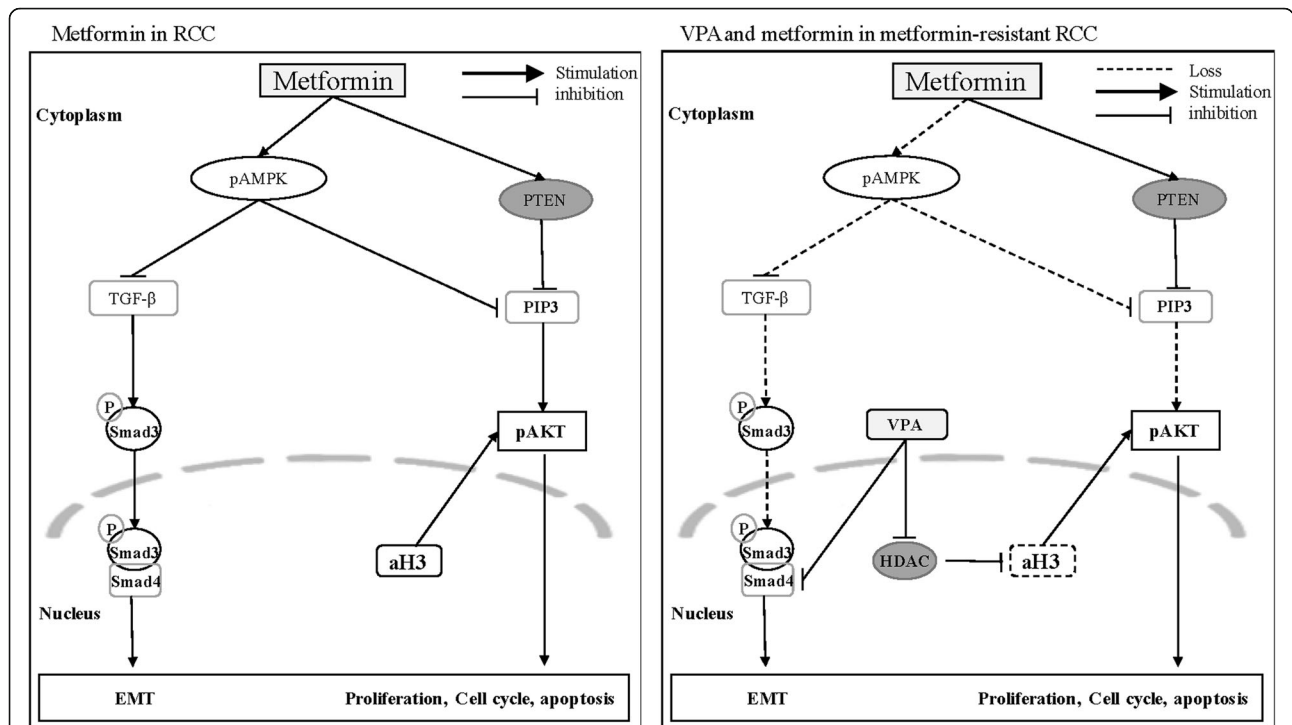 Metformin in RCC
Metformin
Stimulation
inhibition
Cytoplasm
pAMPK
PTEN
TGF-β
PIP3
P
Smad3
pAKT
P
Smad3
Smad4
aH3
Nucleus
EMT
Proliferation, Cell cycle, apoptosis
VPA and metformin in metformin-resistant RCC
Metformin
Loss
Stimulation
inhibition
Cytoplasm
pAMPK
PTEN
TGF-β
PIP3
P
Smad3
VPA
pAKT
P
Smad3
Smad4
HDAC
aH3
Nucleus
EMT
Proliferation, Cell cycle, apoptosis